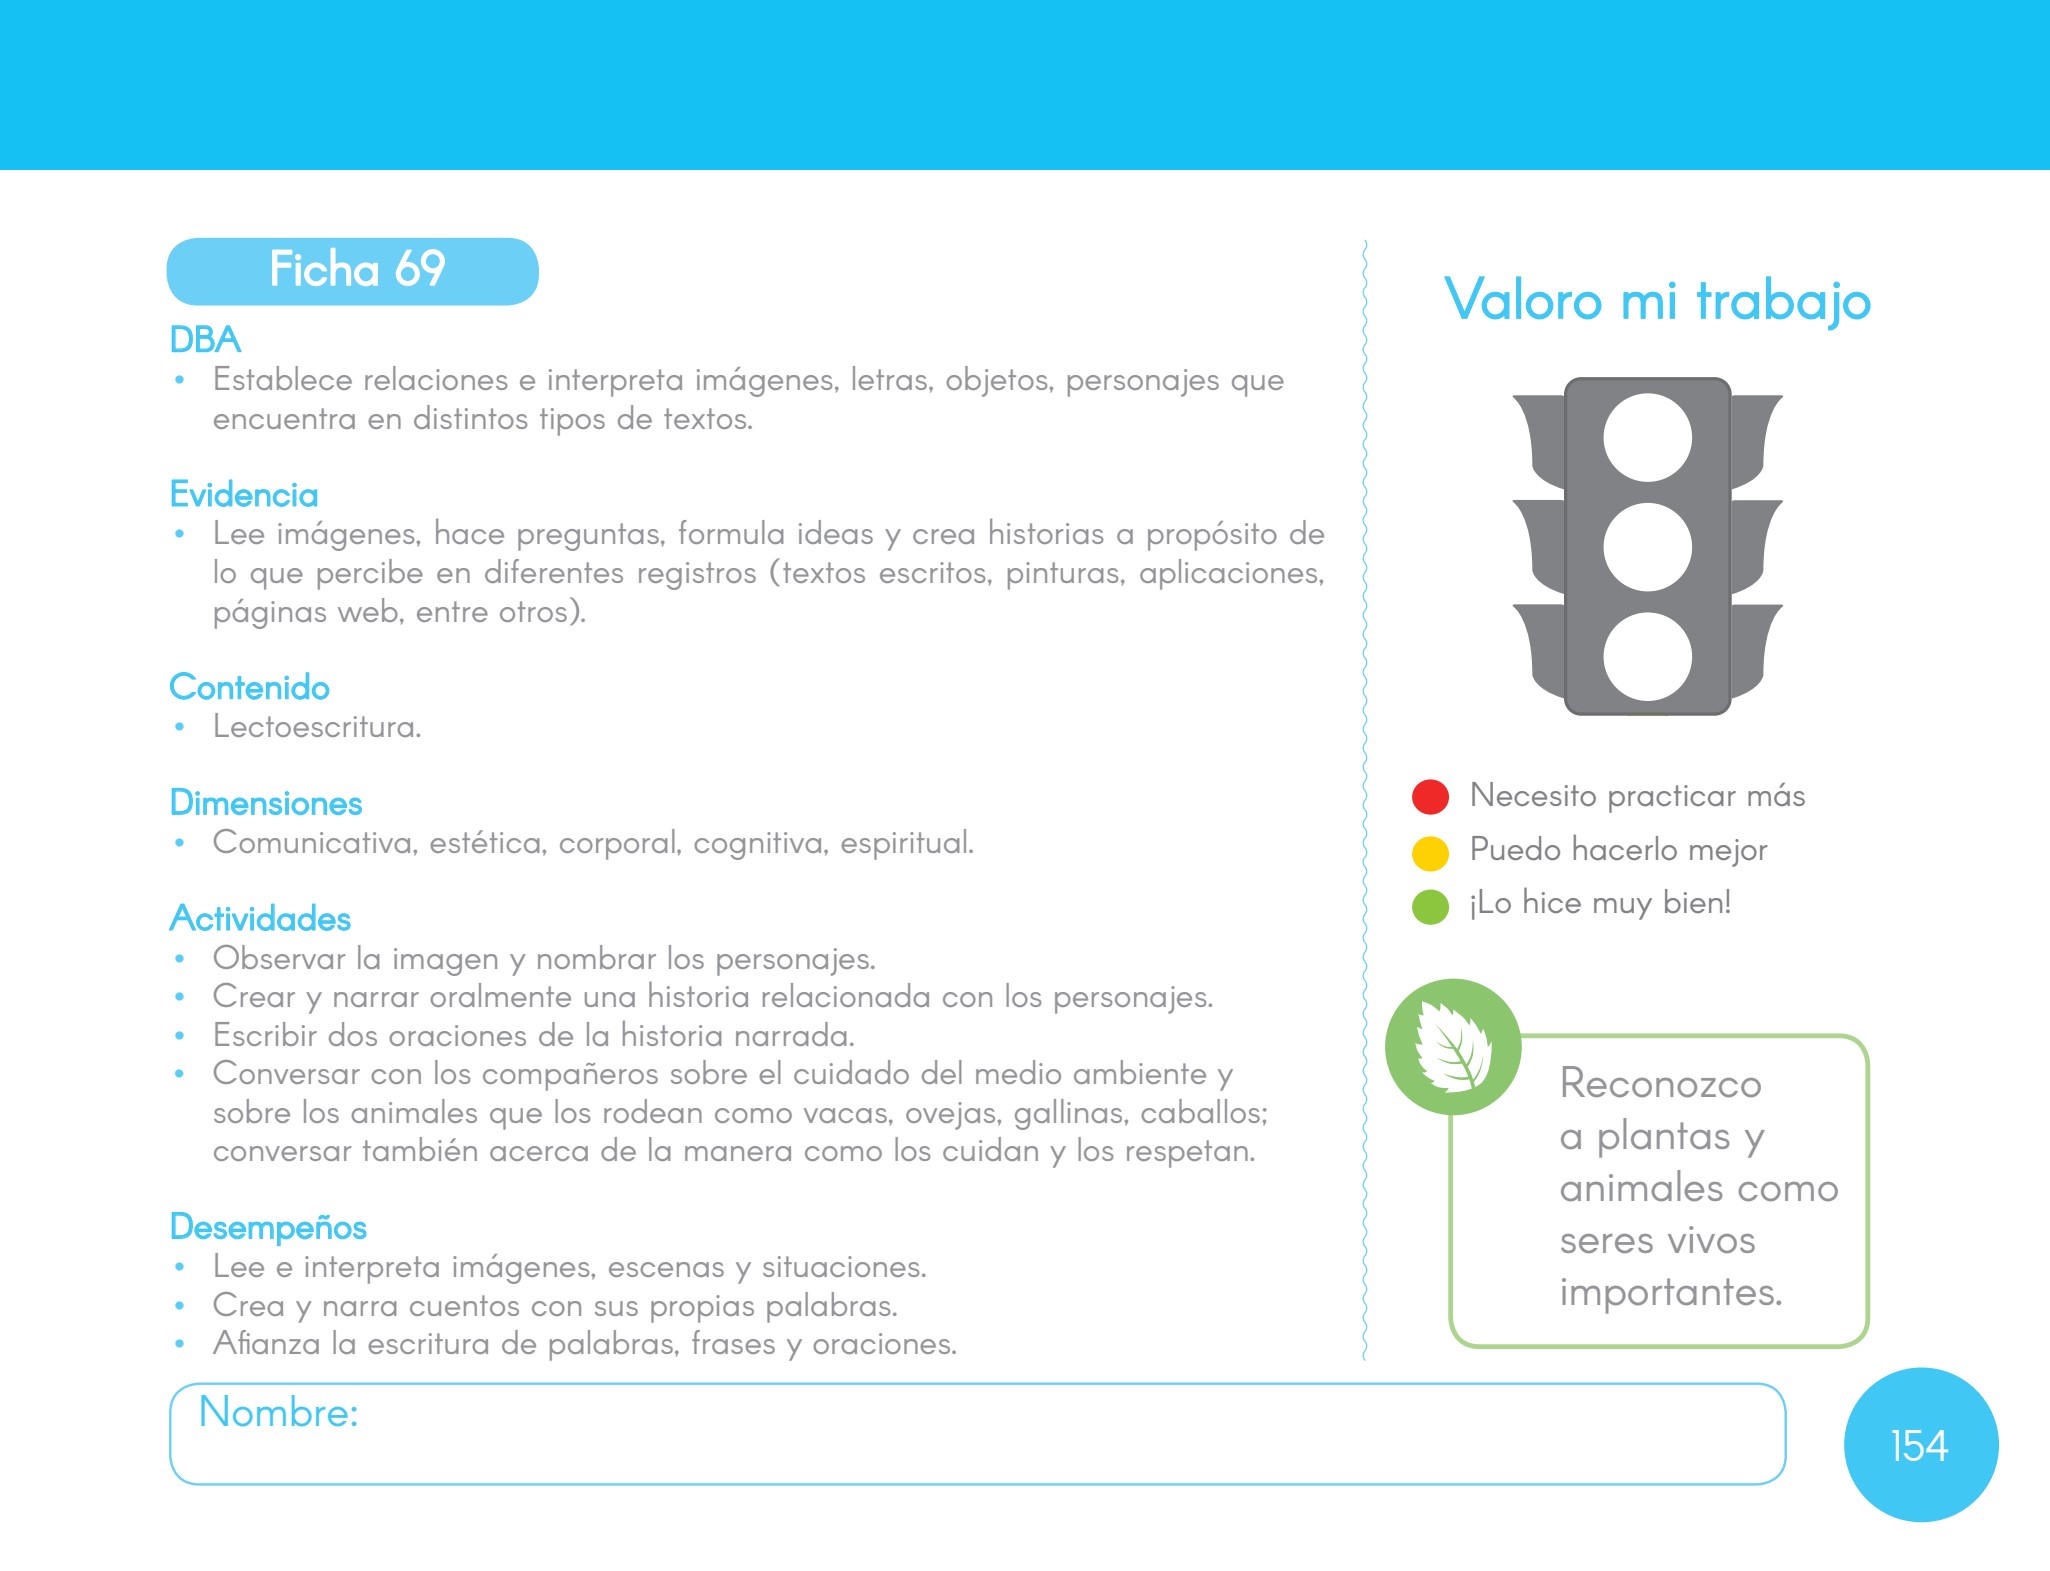 Ficha 69
DBA
• Establece relaciones e interpreta imágenes, letras, objetos, personajes que
encuentra en distintos tipos de textos.
Evidencia
• Lee imágenes, hace preguntas, formula ideas y crea historias a propósito de
lo que percibe en diferentes registros (textos escritos, pinturas, aplicaciones,
páginas web, entre otros).
Contenido
• Lectoescritura.
Dimensiones
• Comunicativa, estética, corporal, cognitiva, espiritual.
Actividades
• Observar la imagen y nombrar los personajes.
• Crear y narrar oralmente una historia relacionada con los personajes.
• Escribir dos oraciones de la historia narrada.
• Conversar con los compañeros sobre el cuidado del medio ambiente y
sobre los animales que los rodean como vacas, ovejas, gallinas, caballos;
conversar también acerca de la manera como los cuidan y los respetan.
Desempeños
• Lee e interpreta imágenes, escenas y situaciones.
• Crea y narra cuentos con sus propias palabras.
• Afianza la escritura de palabras, frases y oraciones.
Valoro mi trabajo
Necesito practicar más
Puedo hacerlo mejor
¡Lo hice muy bien!
Reconozco
a plantas y
animales como
seres vivos
importantes.
Nombre:
154